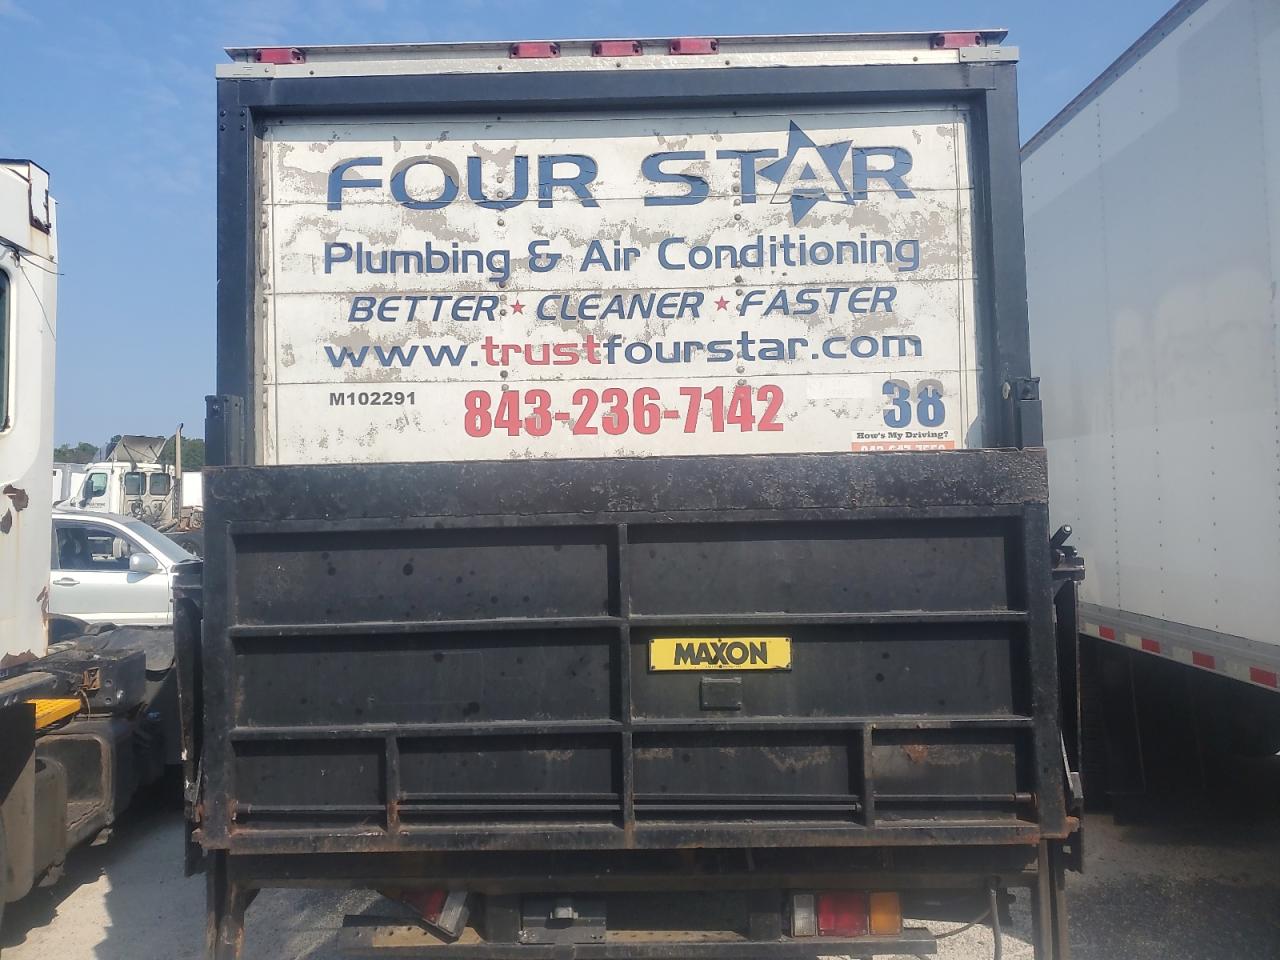 FOUR STAR
Plumbing & Air Conditioning
BETTER ★ CLEANER ★ FASTER
www.trustfourstar.com
M102291 843-236-7142 38
How's My Driving?
MAXON